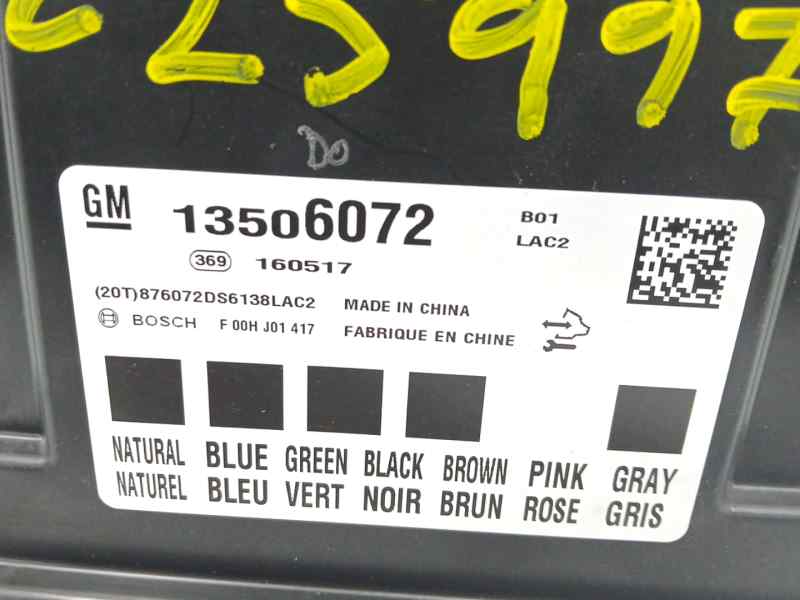 DO
GM 13506072 B01
LAC2
369 160517
(20T)876072DS6138LAC2 MADE IN CHINA
BOSCH F 00H J01 417 FABRIQUE EN CHINE
NATURAL BLUE GREEN BLACK BROWN PINK GRAY
NATUREL BLEU VERT NOIR BRUN ROSE GRIS